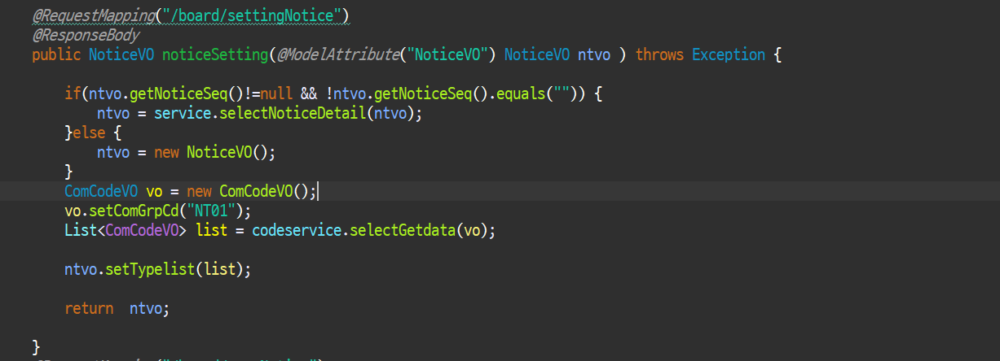 @RequestMapping("/board/settingNotice")
@ResponseBody
public NoticeVO noticeSetting(@ModelAttribute("NoticeVO") NoticeVO ntvo ) throws Exception {
if(ntvo.getNoticeSeq()!=null && !ntvo.getNoticeSeq().equals("")) {
ntvo = service.selectNoticeDetail(ntvo);
}else {
ntvo = new NoticeVO();
}
ComCodeVO vo = new ComCodeVO();
vo.setComGrpCd("NT01");
List<ComCodeVO> list = codeservice.selectGetdata(vo);
ntvo.setTypelist(list);
return  ntvo;
}